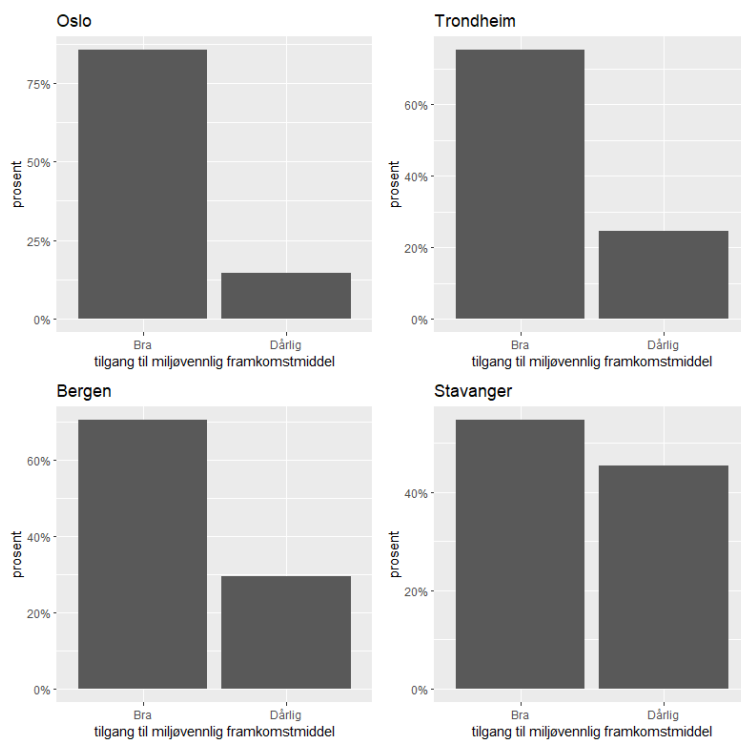 Oslo
75%
50%
25%
0%
prosent
Bra
Dårlig
tilgang til miljøvennlig framkomstmiddel
Trondheim
60%
40%
20%
0%
prosent
Bra
Dårlig
tilgang til miljøvennlig framkomstmiddel
Bergen
60%
40%
20%
0%
prosent
Bra
Dårlig
tilgang til miljøvennlig framkomstmiddel
Stavanger
40%
20%
0%
prosent
Bra
Dårlig
tilgang til miljøvennlig framkomstmiddel